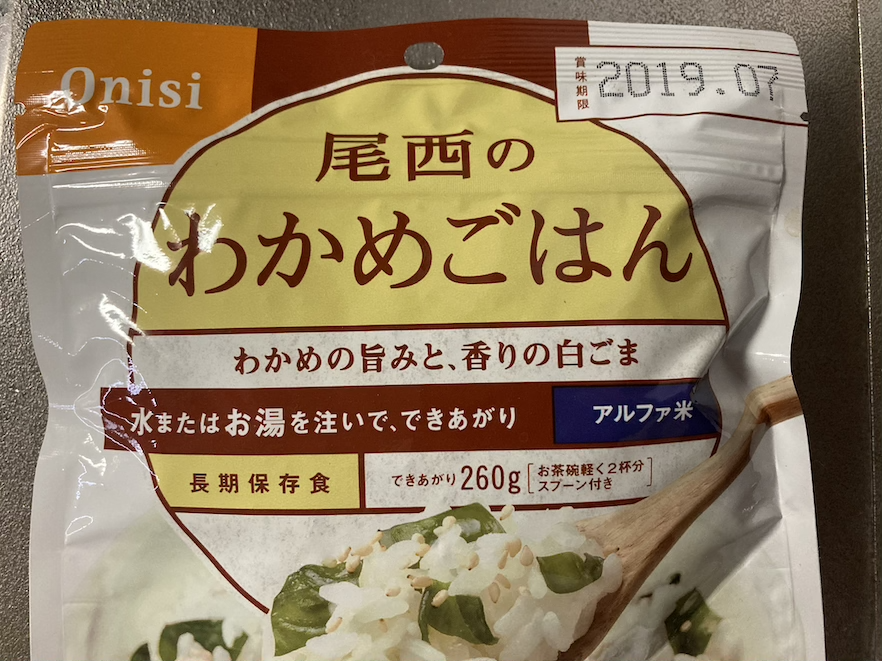 Onisi
賞味期限 2019.07
尾西の
わかめごはん
わかめの旨みと、香りの白ごま
水またはお湯を注いで、できあがり
アルファ米
長期保存食
できあがり260g
お茶碗軽く2杯分
スプーン付き